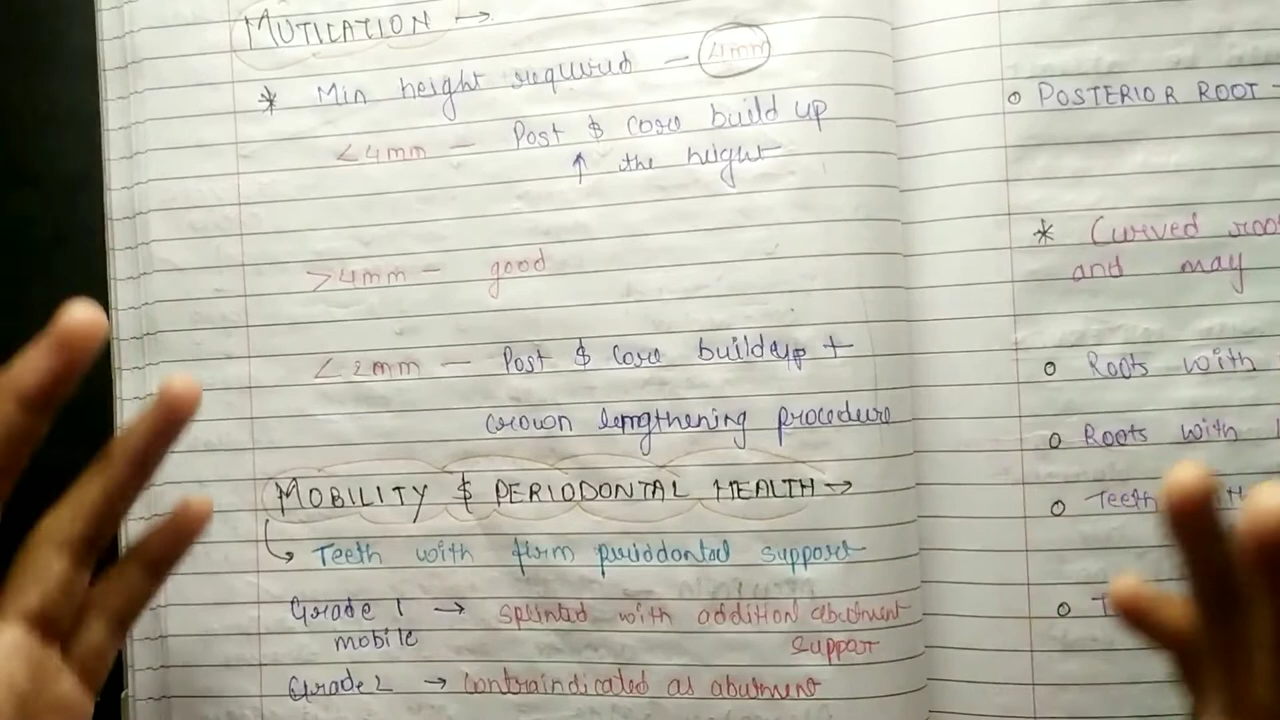 MUTILATION →
* Min height required — 4mm
<4mm — Post & core build up
↑ the height
>4mm — good
<2mm — Post & core buildup +
crown lengthening procedure
MOBILITY & PERIODONTAL HEALTH →
Teeth with firm periodontal support
Grade 1 → splinted with addition abutment
mobile support
Grade 2 → contraindicated as abutment
POSTERIOR ROOT -
* Curved
and may
Roots with
Roots with
Teeth